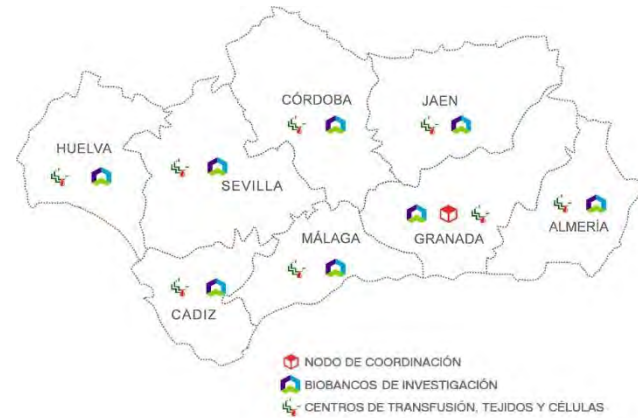 CÓRDOBA
JAEN
HUELVA
SEVILLA
MÁLAGA
GRANADA
ALMERÍA
CADIZ
NODO DE COORDINACIÓN
BIOBANCOS DE INVESTIGACIÓN
CENTROS DE TRANSFUSIÓN, TEJIDOS Y CÉLULAS